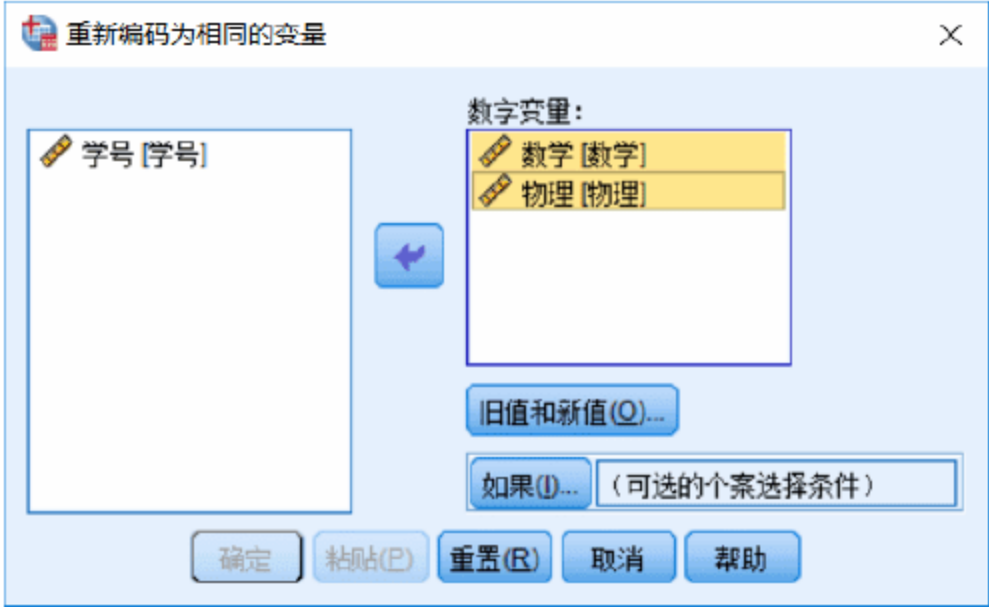 重新编码为相同的变量
数字变里:
学号 [学号]
数学 [数学]
物理 [物理]
旧值和新值(O)...
如果(I)...
（可选的个案选择条件）
确定
粘贴(P)
重置(R)
取消
帮助